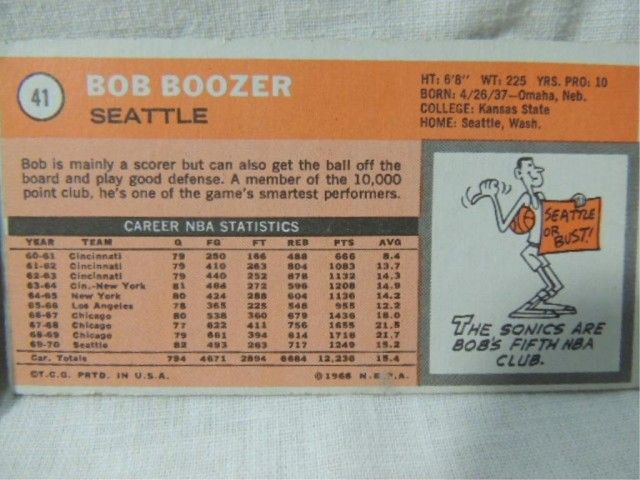 41
BOB BOOZER
SEATTLE
HT: 6'8" WT: 225 YRS. PRO: 10
BORN: 4/26/37—Omaha, Neb.
COLLEGE: Kansas State
HOME: Seattle, Wash.
Bob is mainly a scorer but can also get the ball off the
board and play good defense. A member of the 10,000
point club, he's one of the game's smartest performers.
CAREER NBA STATISTICS
YEAR TEAM G FG FT REB PTS AVG
60-61 Cincinnati 79 250 166 488 666 8.4
61-62 Cincinnati 79 410 263 804 1083 13.7
62-63 Cincinnati 79 440 252 878 1132 14.3
63-64 Cin.-New York 81 468 272 596 1208 14.9
64-65 New York 80 424 288 604 1136 14.2
65-66 Los Angeles 78 365 225 548 955 12.2
66-67 Chicago 80 538 360 679 1436 18.0
67-68 Chicago 77 622 411 756 1655 21.5
68-69 Chicago 79 661 394 614 1716 21.7
69-70 Seattle 82 493 263 717 1249 15.2
Car. Totals 794 4671 2894 6684 12,236 15.4
©T.C.G. PRTD. IN U.S.A. ©1968 N.B.P.A.
SEATTLE
OR
BUST!
THE SONICS ARE
BOB'S FIFTH NBA
CLUB.